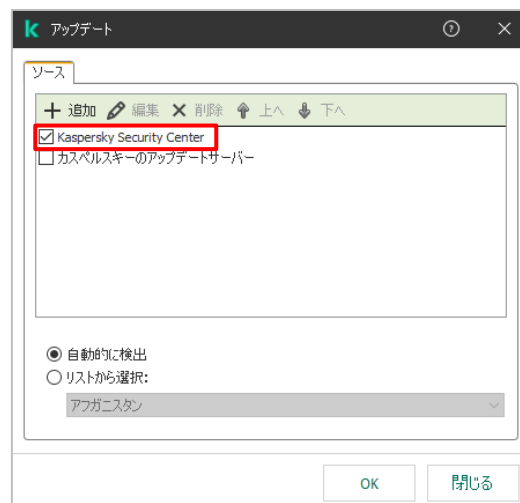 アップデート
ソース
追加 編集 削除 上へ 下へ
Kaspersky Security Center
カスペルスキーのアップデートサーバー
自動的に検出
リストから選択:
アフガニスタン
OK 閉じる